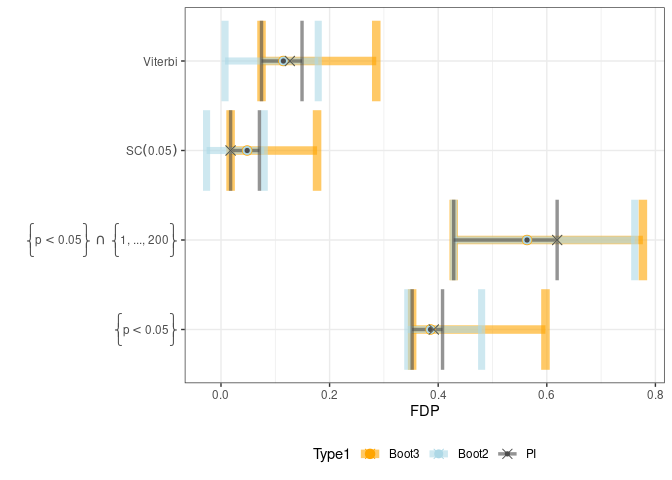 Viterbi
SC(0.05)
{p < 0.05} ∩ {1, ..., 200}
{p < 0.05}
0.0 0.2 0.4 0.6 0.8
FDP
Type1 Boot3 Boot2 PI